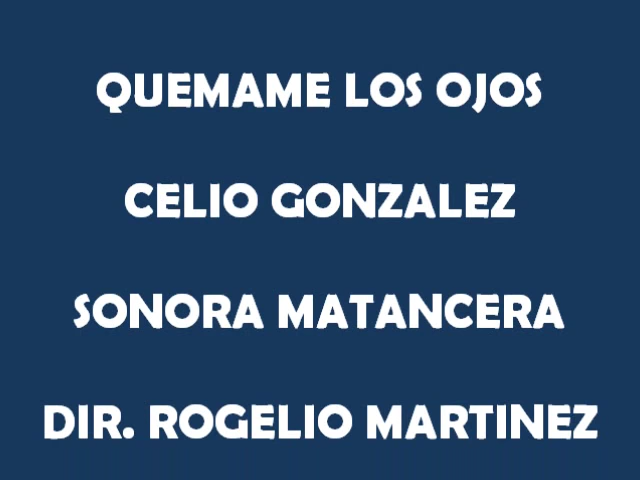 QUEMAME LOS OJOS
CELIO GONZALEZ
SONORA MATANCERA
DIR. ROGELIO MARTINEZ